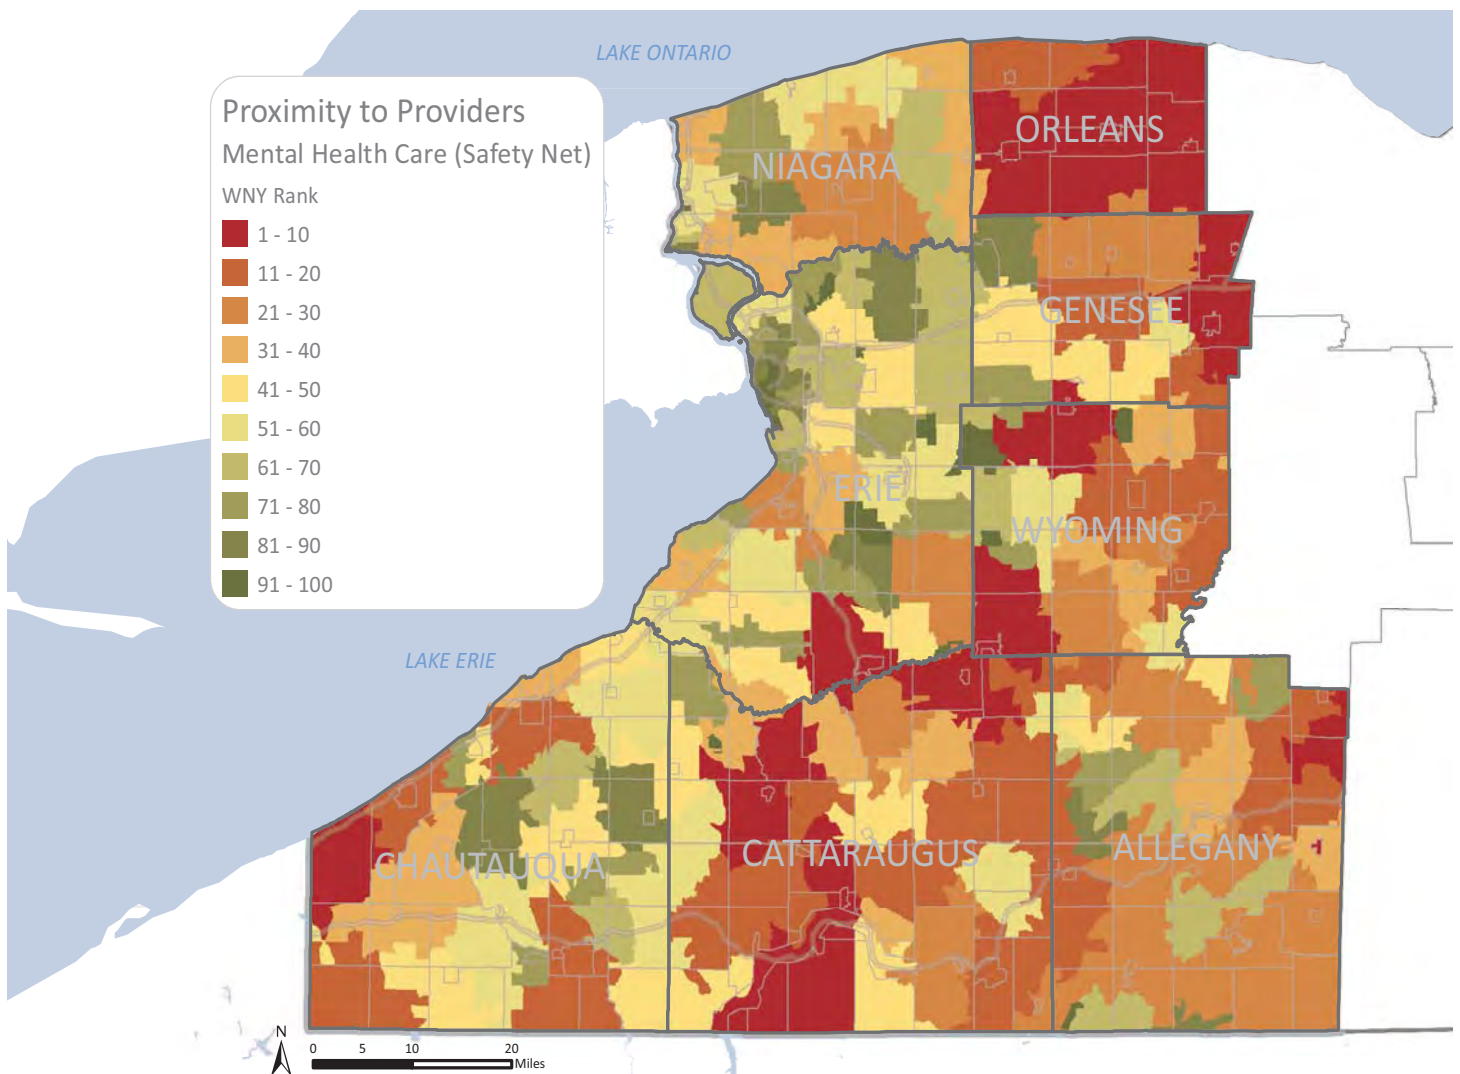 LAKE ONTARIO
Proximity to Providers
Mental Health Care (Safety Net)
WNY Rank
1 - 10
11 - 20
21 - 30
31 - 40
41 - 50
51 - 60
61 - 70
71 - 80
81 - 90
91 - 100
ORLEANS
NIAGARA
GENESEE
ERIE
WYOMING
LAKE ERIE
CHAUTAUQUA
CATTARAUGUS
ALLEGANY
N
0 5 10 20
Miles